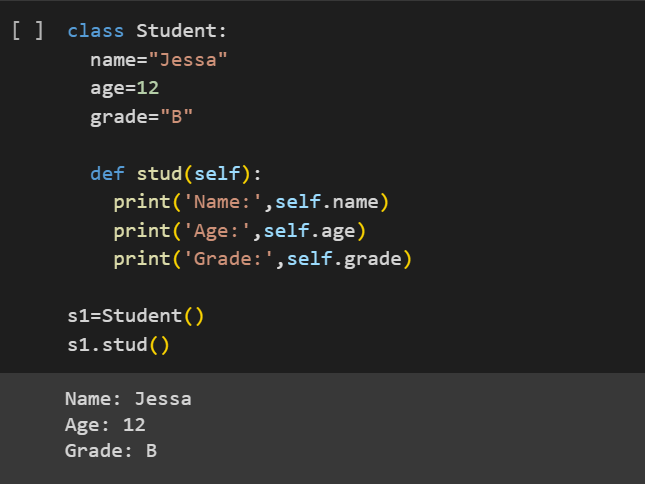 [ ] class Student:
  name="Jessa"
  age=12
  grade="B"

  def stud(self):
    print('Name:',self.name)
    print('Age:',self.age)
    print('Grade:',self.grade)

s1=Student()
s1.stud()
Name: Jessa
Age: 12
Grade: B